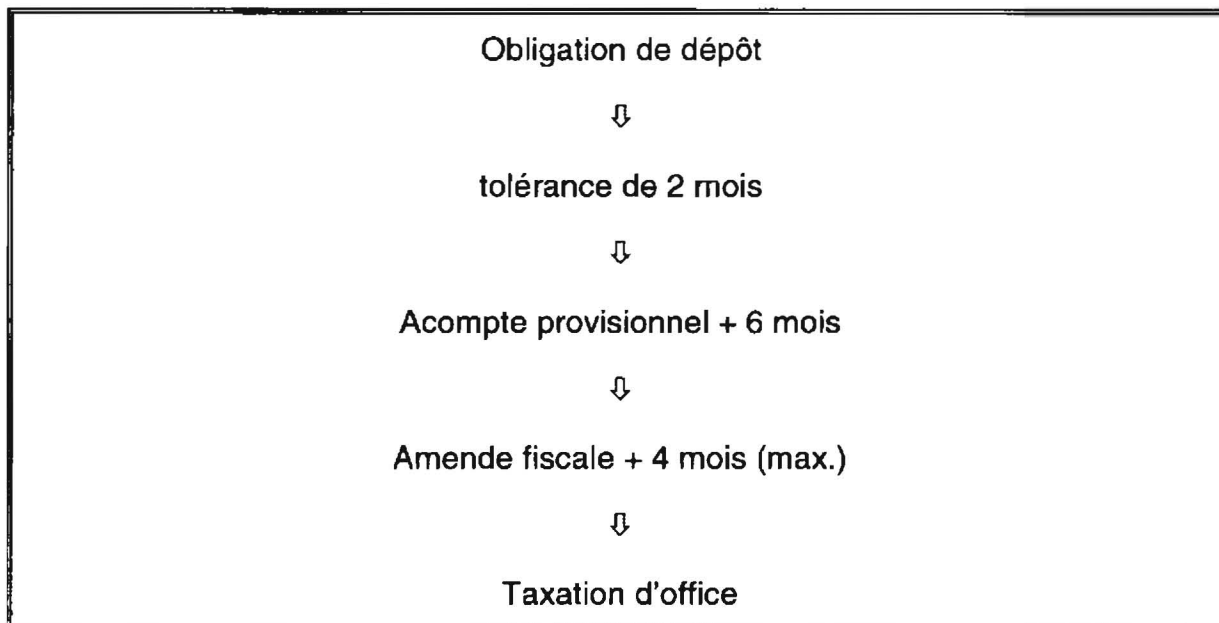 Obligation de dépôt
⇩
tolérance de 2 mois
⇩
Acompte provisionnel + 6 mois
⇩
Amende fiscale + 4 mois (max.)
⇩
Taxation d'office